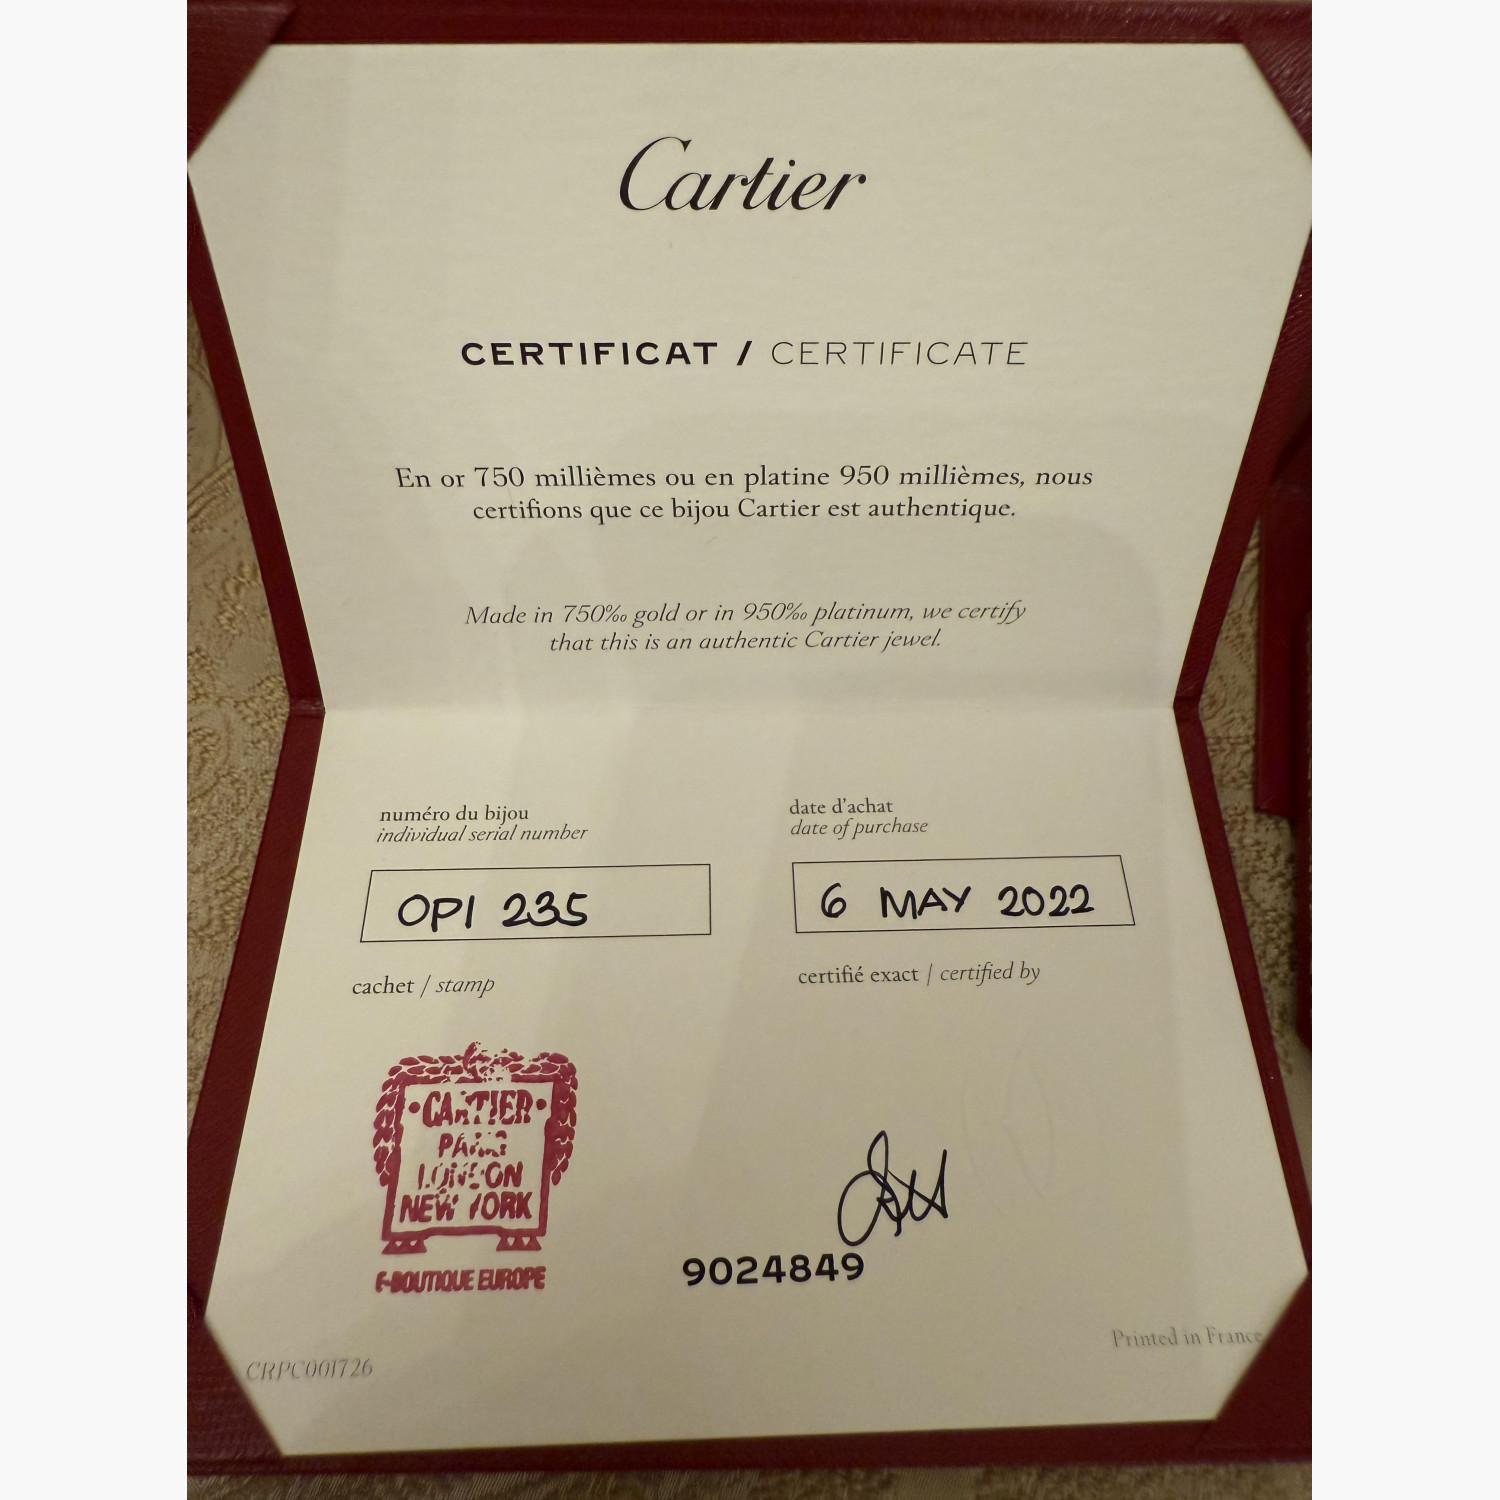 Cartier
CERTIFICAT / CERTIFICATE
En or 750 millièmes ou en platine 950 millièmes, nous
certifions que ce bijou Cartier est authentique.
Made in 750‰ gold or in 950‰ platinum, we certify
that this is an authentic Cartier jewel.
numéro du bijou
individual serial number
OPI 235
date d'achat
date of purchase
6 MAY 2022
cachet / stamp
CARTIER
PARIS
LONDON
NEW YORK
E-BOUTIQUE EUROPE
certifié exact / certified by
9024849
CRPC001726
Printed in France